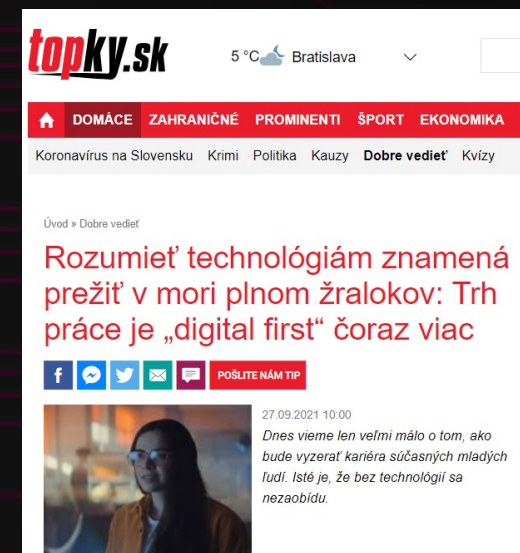 topky.sk
5 °C Bratislava
DOMÁCE ZAHRANIČNÉ PROMINENTI ŠPORT EKONOMIKA
Koronavírus na Slovensku Krimi Politika Kauzy Dobre vedieť Kvízy
Úvod » Dobre vedieť
Rozumieť technológiám znamená
prežiť v mori plnom žralokov: Trh
práce je „digital first“ čoraz viac
f POŠLITE NÁM TIP
27.09.2021 10:00
Dnes vieme len veľmi málo o tom, ako
bude vyzerať kariéra súčasných mladých
ľudí. Isté je, že bez technológií sa
nezaobídu.